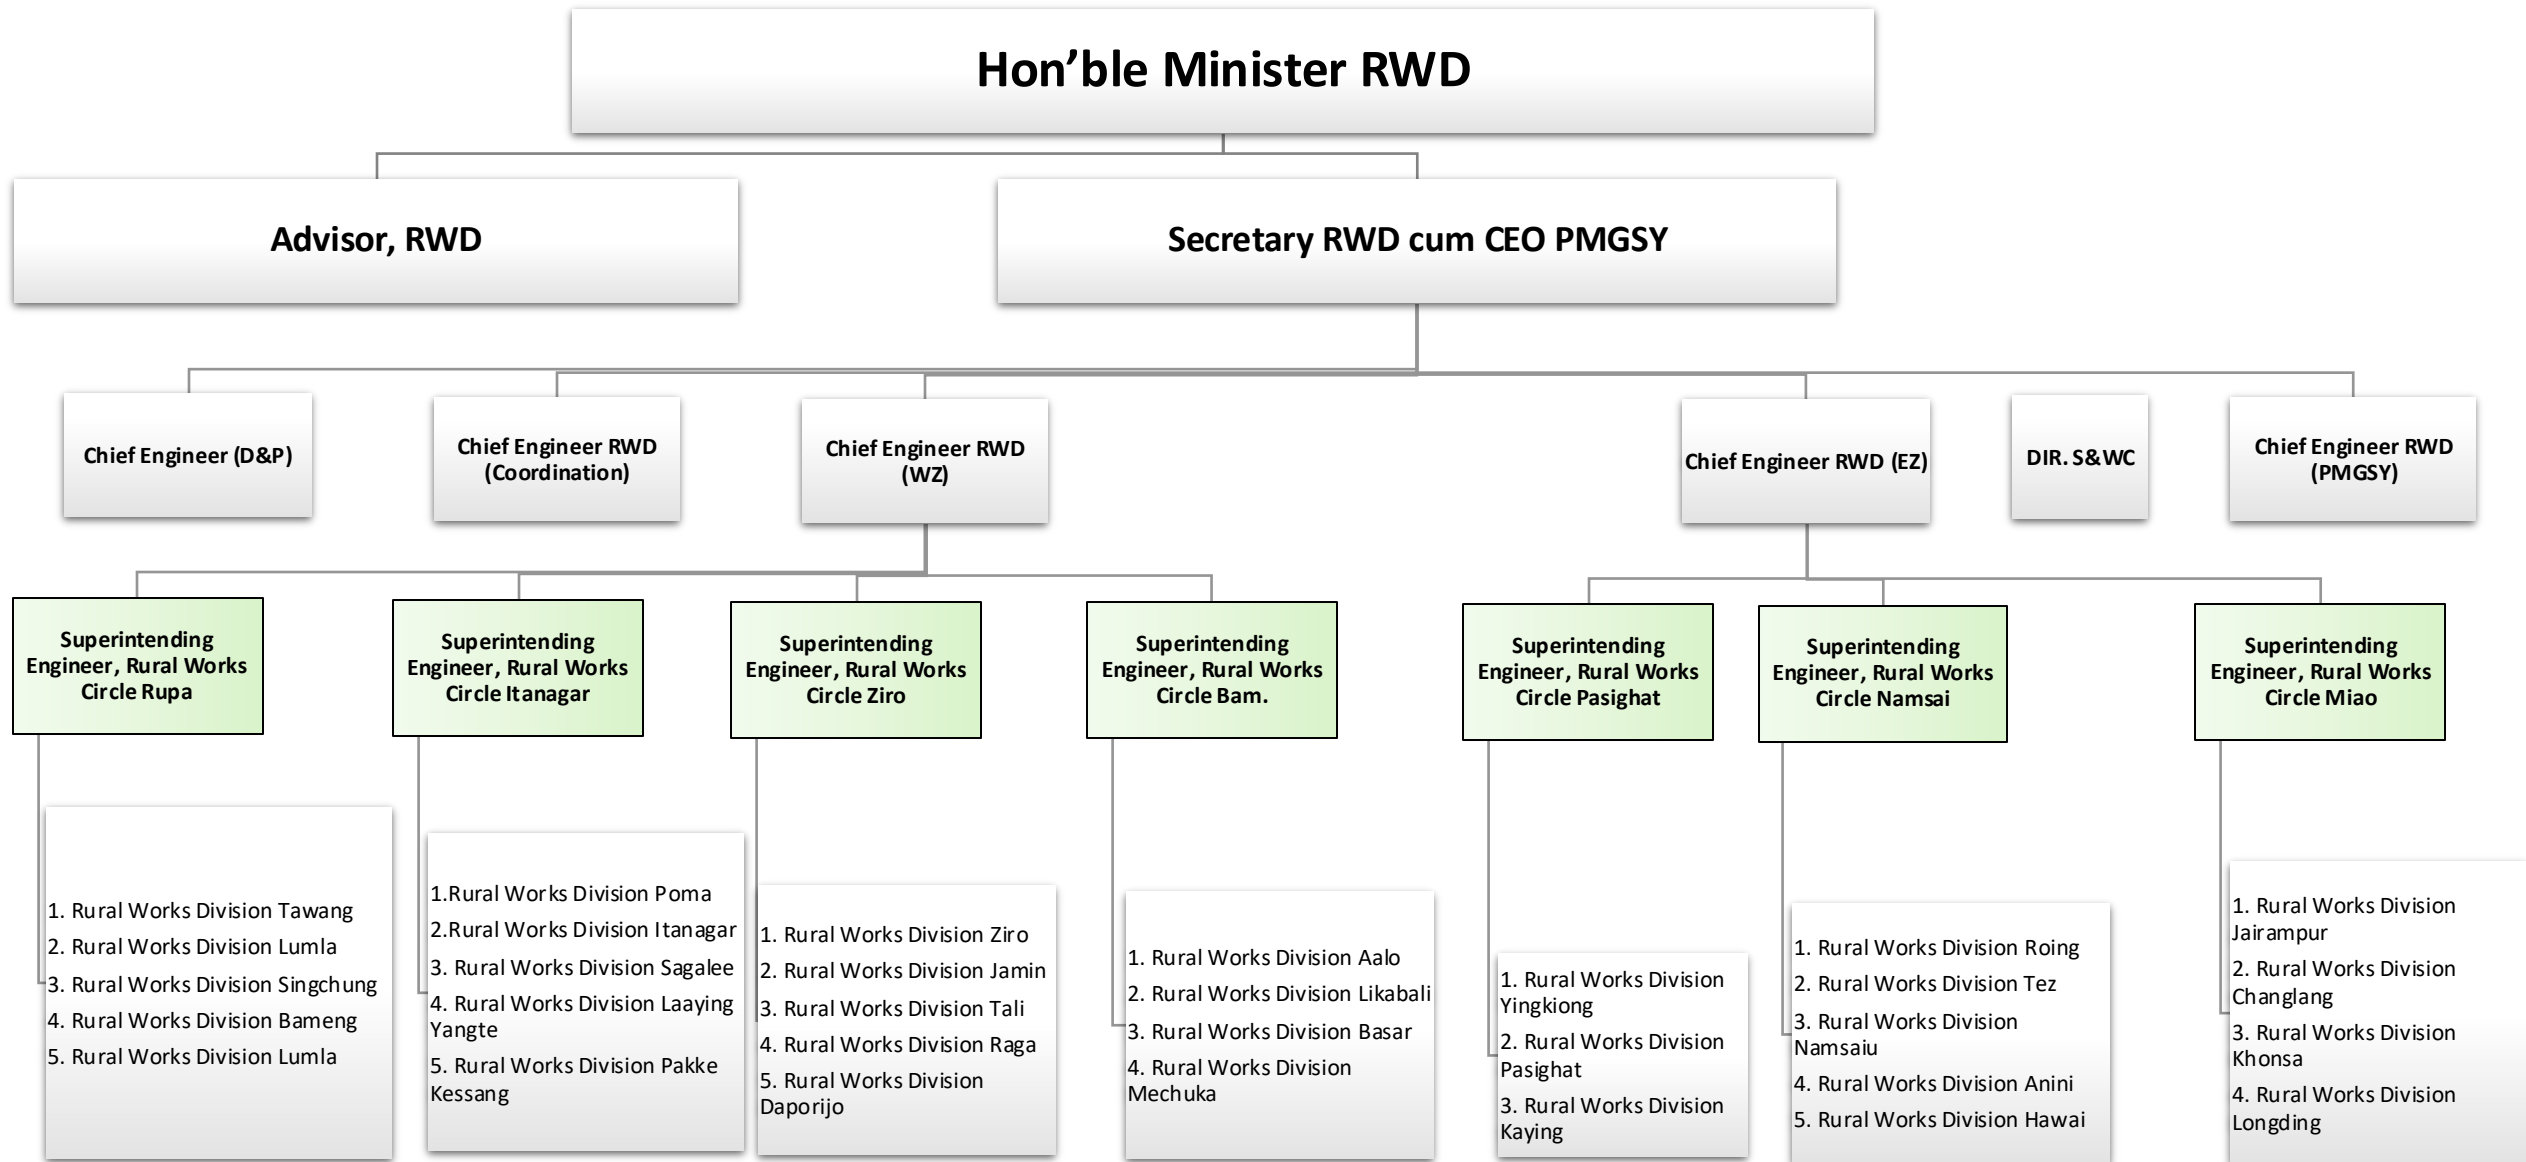 Hon’ble Minister RWD
Advisor, RWD
Secretary RWD cum CEO PMGSY
Chief Engineer (D&P)
Chief Engineer RWD
(Coordination)
Chief Engineer RWD
(WZ)
Chief Engineer RWD (EZ)
DIR. S&WC
Chief Engineer RWD
(PMGSY)
Superintending
Engineer, Rural Works
Circle Rupa
Superintending
Engineer, Rural Works
Circle Itanagar
Superintending
Engineer, Rural Works
Circle Ziro
Superintending
Engineer, Rural Works
Circle Bam.
Superintending
Engineer, Rural Works
Circle Pasighat
Superintending
Engineer, Rural Works
Circle Namsai
Superintending
Engineer, Rural Works
Circle Miao
1. Rural Works Division Tawang
2. Rural Works Division Lumla
3. Rural Works Division Singchung
4. Rural Works Division Bameng
5. Rural Works Division Lumla
1.Rural Works Division Poma
2.Rural Works Division Itanagar
3. Rural Works Division Sagalee
4. Rural Works Division Laaying
Yangte
5. Rural Works Division Pakke
Kessang
1. Rural Works Division Ziro
2. Rural Works Division Jamin
3. Rural Works Division Tali
4. Rural Works Division Raga
5. Rural Works Division
Daporijo
1. Rural Works Division Aalo
2. Rural Works Division Likabali
3. Rural Works Division Basar
4. Rural Works Division
Mechuka
1. Rural Works Division
Yingkiong
2. Rural Works Division
Pasighat
3. Rural Works Division
Kaying
1. Rural Works Division Roing
2. Rural Works Division Tez
3. Rural Works Division
Namsaiu
4. Rural Works Division Anini
5. Rural Works Division Hawai
1. Rural Works Division
Jairampur
2. Rural Works Division
Changlang
3. Rural Works Division
Khonsa
4. Rural Works Division
Longding